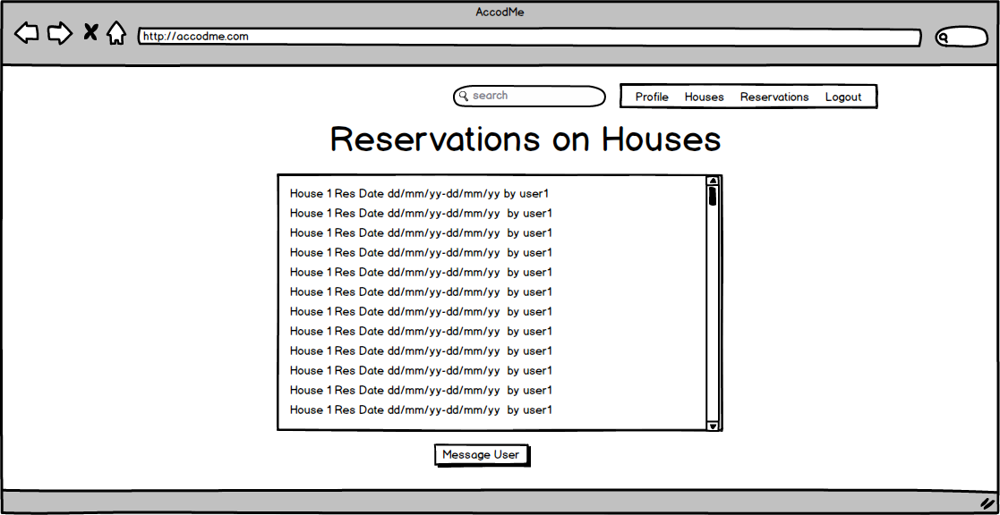 AccodMe
http://accodme.com
search
Profile Houses Reservations Logout
Reservations on Houses
House 1 Res Date dd/mm/yy-dd/mm/yy by user1
House 1 Res Date dd/mm/yy-dd/mm/yy by user1
House 1 Res Date dd/mm/yy-dd/mm/yy by user1
House 1 Res Date dd/mm/yy-dd/mm/yy by user1
House 1 Res Date dd/mm/yy-dd/mm/yy by user1
House 1 Res Date dd/mm/yy-dd/mm/yy by user1
House 1 Res Date dd/mm/yy-dd/mm/yy by user1
House 1 Res Date dd/mm/yy-dd/mm/yy by user1
House 1 Res Date dd/mm/yy-dd/mm/yy by user1
House 1 Res Date dd/mm/yy-dd/mm/yy by user1
House 1 Res Date dd/mm/yy-dd/mm/yy by user1
House 1 Res Date dd/mm/yy-dd/mm/yy by user1
Message User